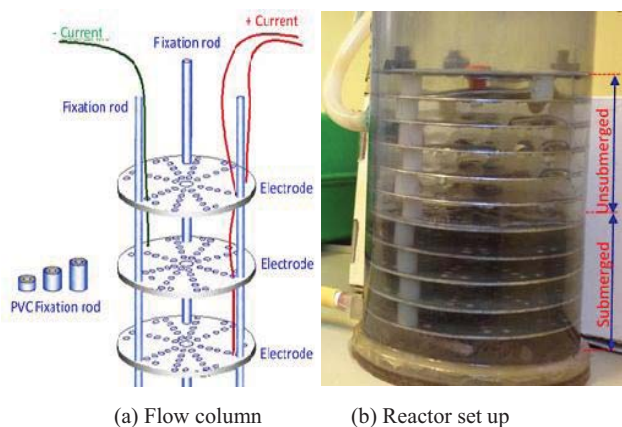 - Current
+ Current
Fixation rod
Fixation rod
Electrode
Electrode
PVC Fixation rod
Electrode
Unsubmerged
Submerged
(a) Flow column
(b) Reactor set up